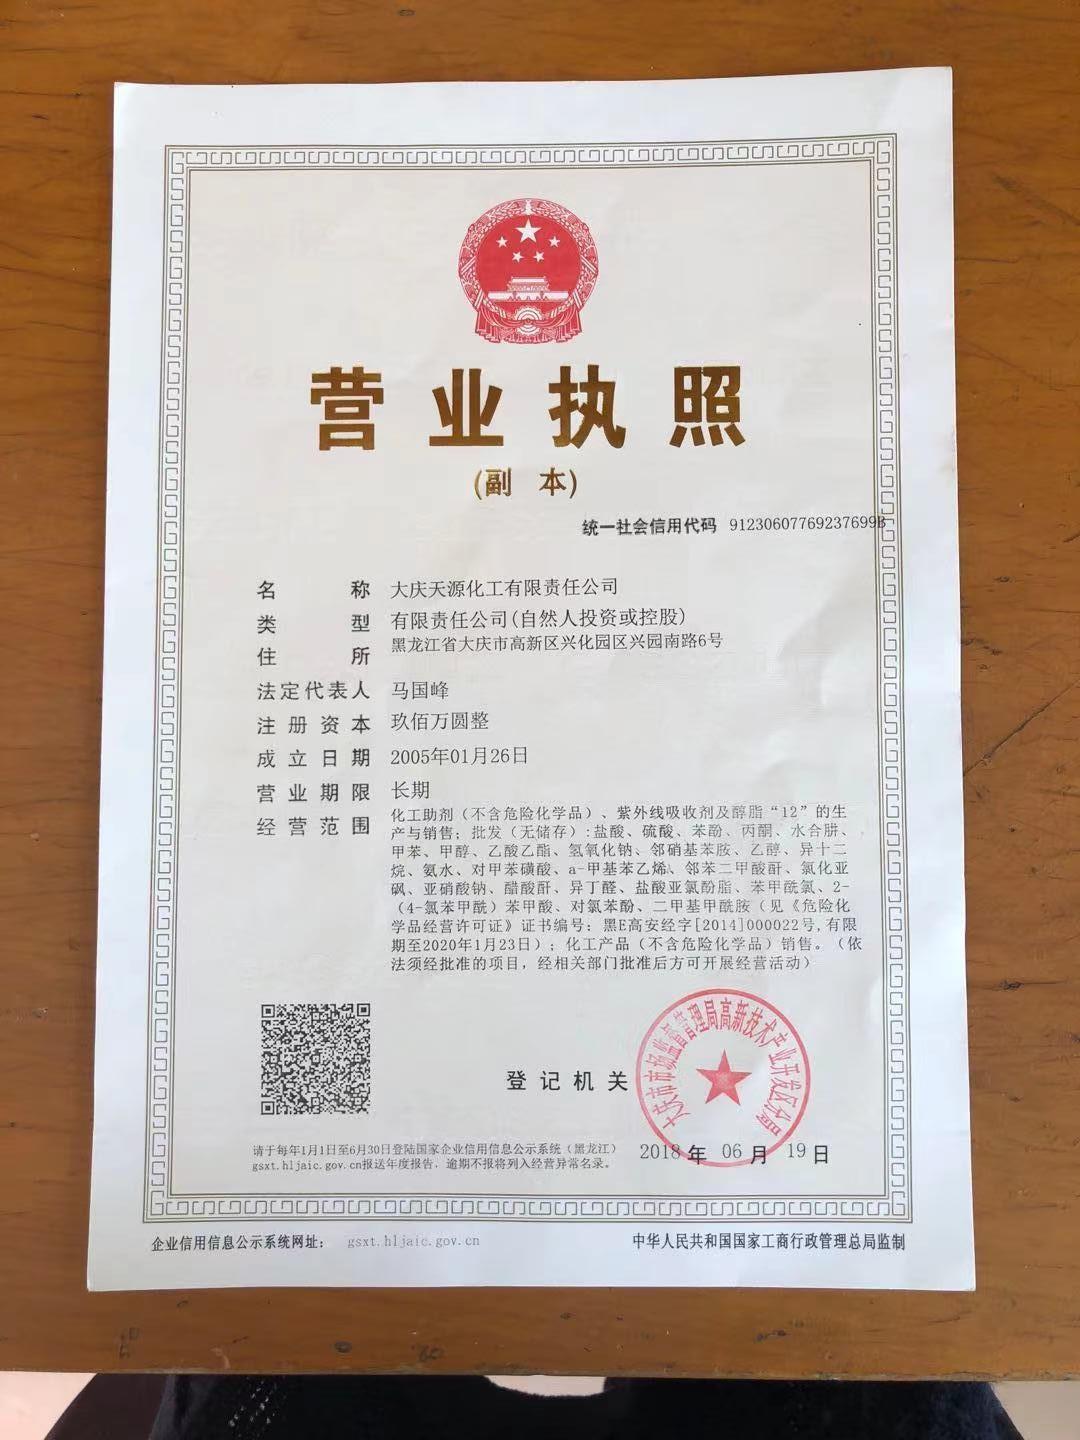 营业执照
(副本)
统一社会信用代码 91230607769237699B
名称 大庆天源化工有限责任公司
类型 有限责任公司(自然人投资或控股)
住所 黑龙江省大庆市高新区兴化园区兴园南路6号
法定代表人 马国峰
注册资本 玖佰万圆整
成立日期 2005年01月26日
营业期限 长期
经营范围 化工助剂（不含危险化学品）、紫外线吸收剂及醇脂“12”的生
产与销售；批发（无储存）:盐酸、硫酸、苯酚、丙酮、水合肼、
甲苯、甲醇、乙酸乙酯、氢氧化钠、邻硝基苯胺、乙醇、异十二
烷、氨水、对甲苯磺酸、a-甲基苯乙烯、邻苯二甲酸酐、氯化亚
砜、亚硝酸钠、醋酸酐、异丁醛、盐酸亚氯酚脂、苯甲酰氯、2-
（4-氯苯甲酰）苯甲酸、对氯苯酚、二甲基甲酰胺（见《危险化
学品经营许可证》证书编号：黑E高安经字[2014]000022号,有限
期至2020年1月23日）；化工产品（不含危险化学品）销售。（依
法须经批准的项目，经相关部门批准后方可开展经营活动）
大庆市市场监督管理局高新技术产业开发区分局
登记机关
2018年06月19日
请于每年1月1日至6月30日登陆国家企业信用信息公示系统（黑龙江）
gsxt.hljaic.gov.cn报送年度报告，逾期不报将列入经营异常名录。
企业信用信息公示系统网址： gsxt.hljaic.gov.cn
中华人民共和国国家工商行政管理总局监制